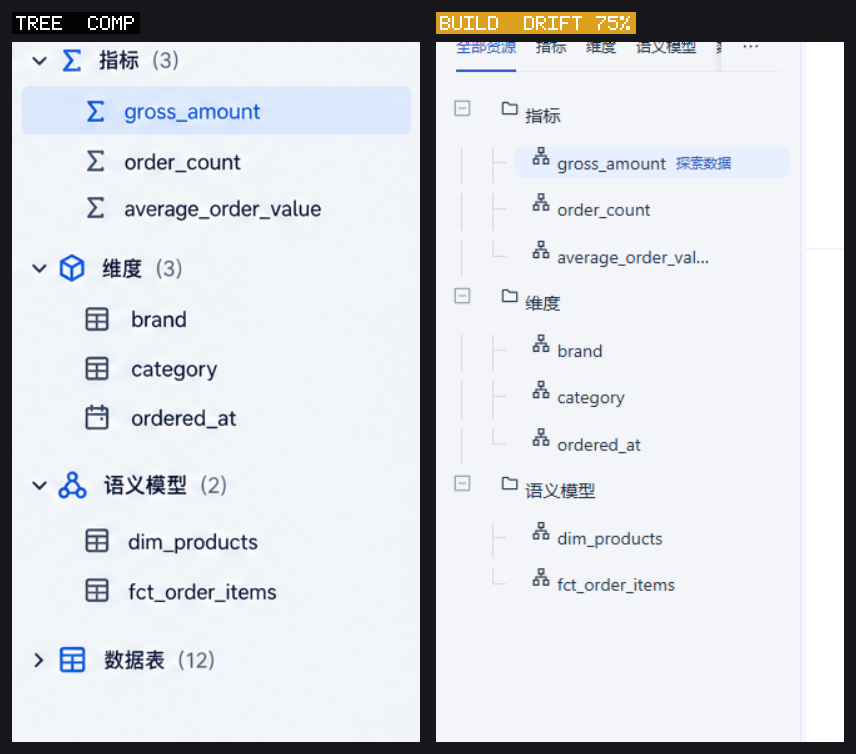 TREE COMP
指标 (3)
gross_amount
order_count
average_order_value
维度 (3)
brand
category
ordered_at
语义模型 (2)
dim_products
fct_order_items
数据表 (12)
BUILD DRIFT 75%
全部资源 指标 维度 语义模型 ...
指标
gross_amount 探索数据
order_count
average_order_val...
维度
brand
category
ordered_at
语义模型
dim_products
fct_order_items